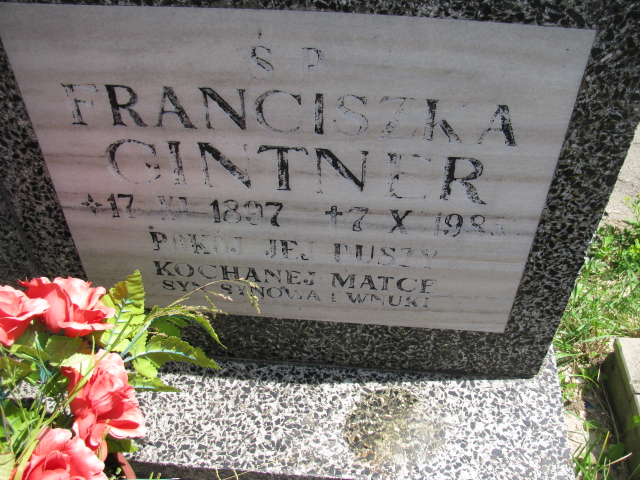 Ś P
FRANCISZKA
GINTNER
* 17 XI 1897 + 7 X
POKÓJ JEJ DUSZY
KOCHANEJ MATCE
SYN SYNOWA I WNUKI